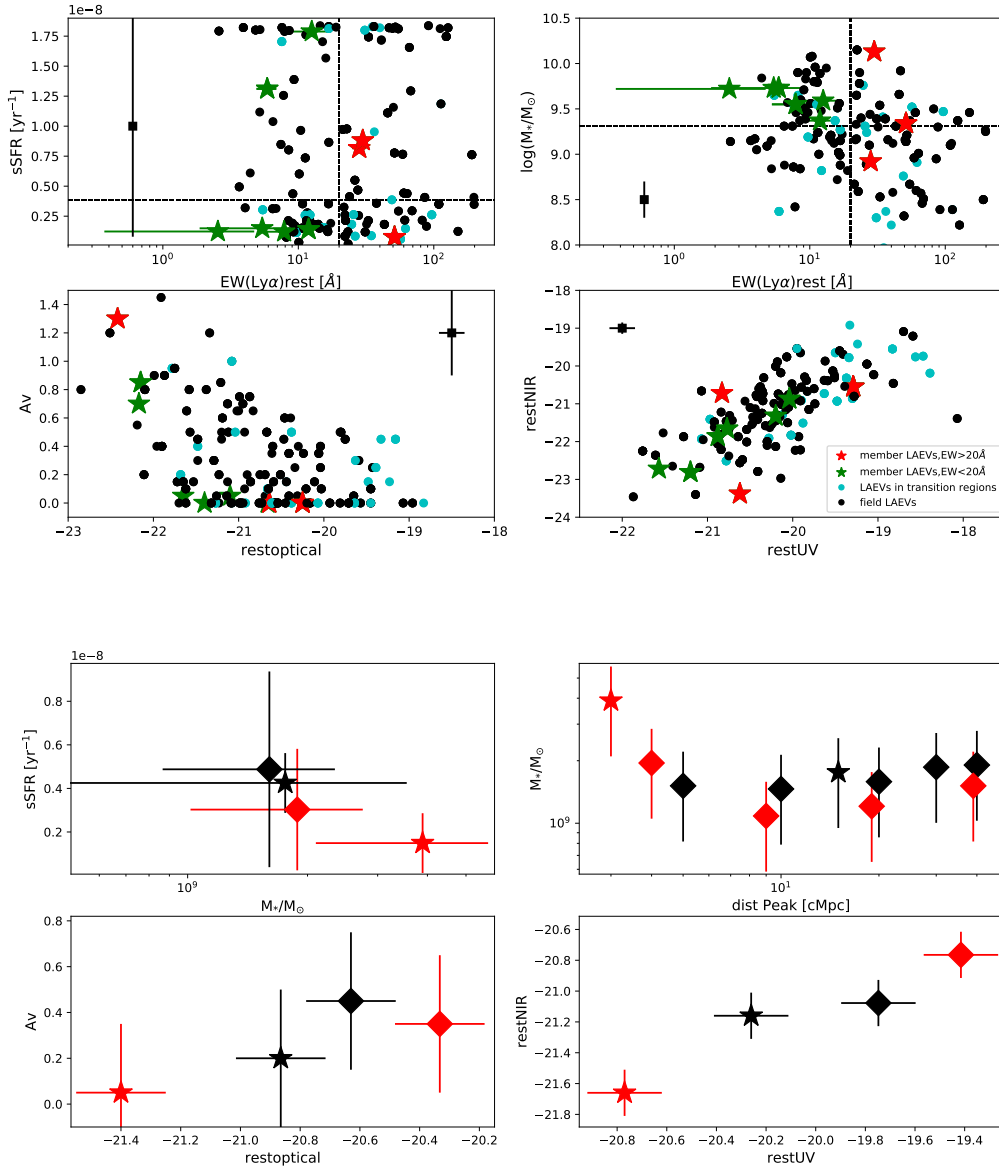 1e−8
sSFR [yr⁻¹]
1.75
1.50
1.25
1.00
0.75
0.50
0.25
10⁰ 10¹ 10²
EW(Lyα)rest [Å]
log(M*/M⊙)
10.5
10.0
9.5
9.0
8.5
8.0
10⁰ 10¹ 10²
EW(Lyα)rest [Å]
Av
1.4
1.2
1.0
0.8
0.6
0.4
0.2
0.0
−23 −22 −21 −20 −19 −18
restoptical
restNIR
−18
−19
−20
−21
−22
−23
−24
−22 −21 −20 −19 −18
restUV
member LAEVs,EW>20Å
member LAEVs,EW<20Å
LAEVs in transition regions
field LAEVs
1e−8
sSFR [yr⁻¹]
0.8
0.6
0.4
0.2
10⁹
M*/M⊙
M*/M⊙
10⁹
10¹
dist Peak [cMpc]
Av
0.8
0.6
0.4
0.2
0.0
−21.4 −21.2 −21.0 −20.8 −20.6 −20.4 −20.2
restoptical
restNIR
−20.6
−20.8
−21.0
−21.2
−21.4
−21.6
−21.8
−20.8 −20.6 −20.4 −20.2 −20.0 −19.8 −19.6 −19.4
restUV